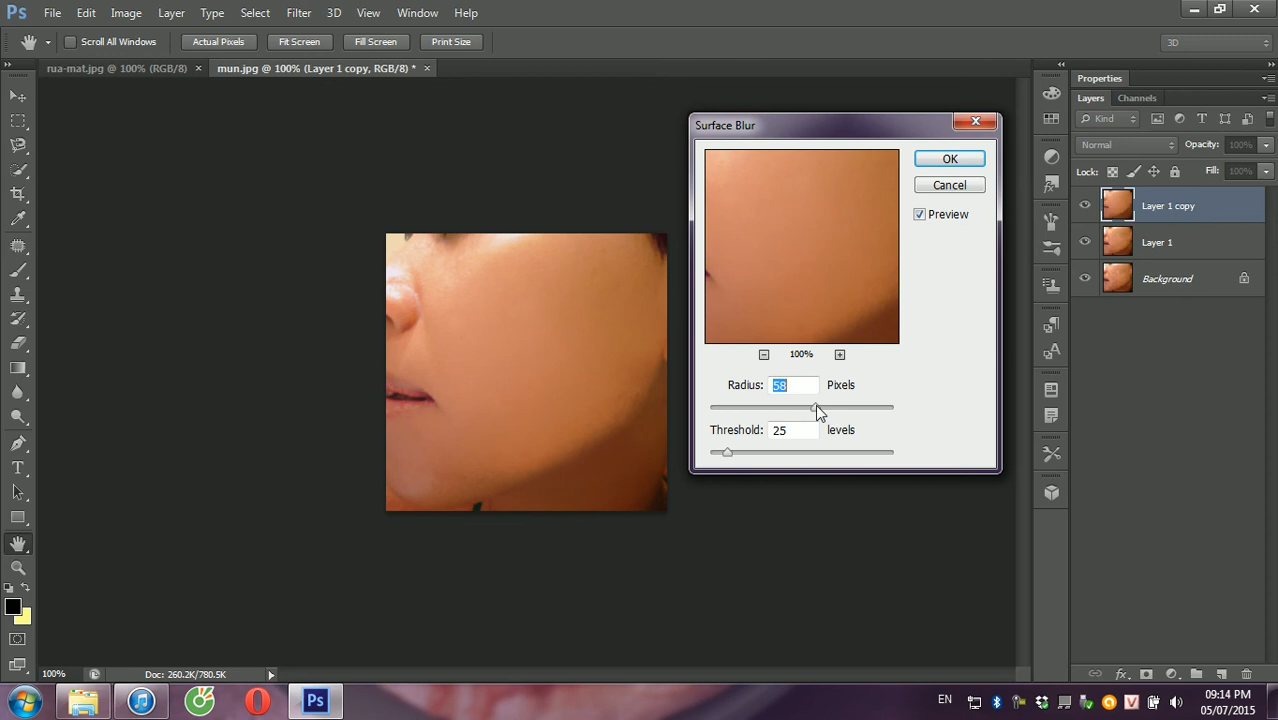 Ps File Edit Image Layer Type Select Filter 3D View Window Help
Scroll All Windows Actual Pixels Fit Screen Fill Screen Print Size 3D
rua-mat.jpg @ 100% (RGB/8) × mun.jpg @ 100% (Layer 1 copy, RGB/8) * ×
Surface Blur
OK
Cancel
Preview
100%
Radius: 58 Pixels
Threshold: 25 levels
Properties
Layers Channels
Kind
Normal Opacity: 100%
Lock: Fill: 100%
Layer 1 copy
Layer 1
Background
100% Doc: 260.2K/780.5K
Ps EN V 09:14 PM
05/07/2015